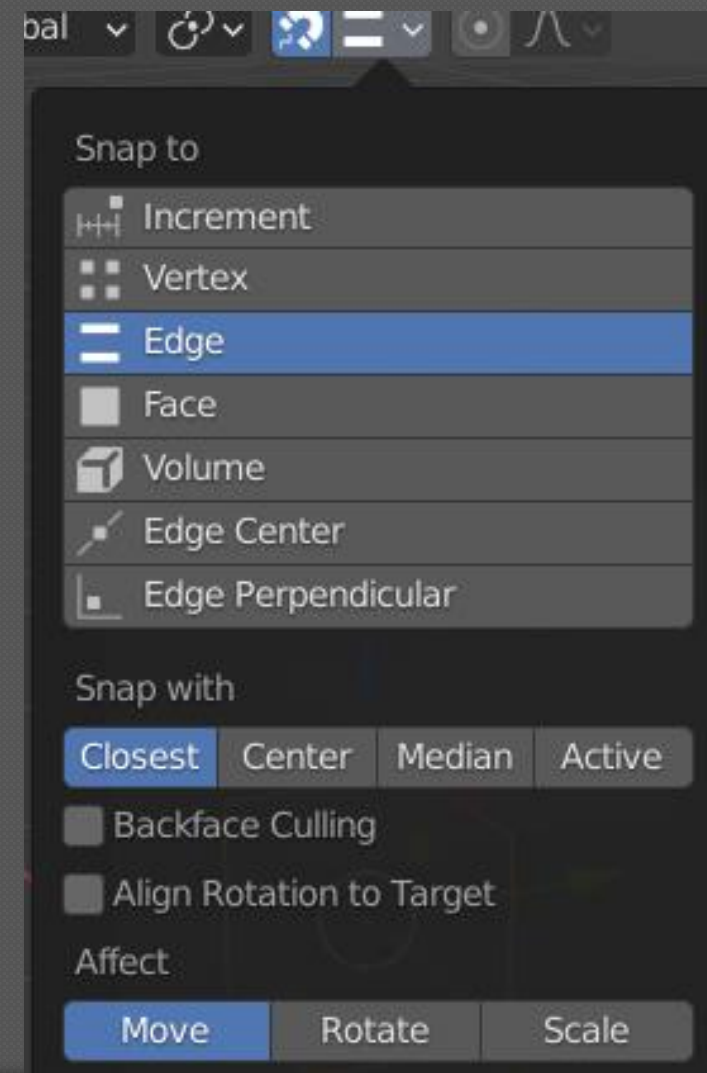 bal
Snap to
Increment
Vertex
Edge
Face
Volume
Edge Center
Edge Perpendicular
Snap with
Closest Center Median Active
Backface Culling
Align Rotation to Target
Affect
Move Rotate Scale